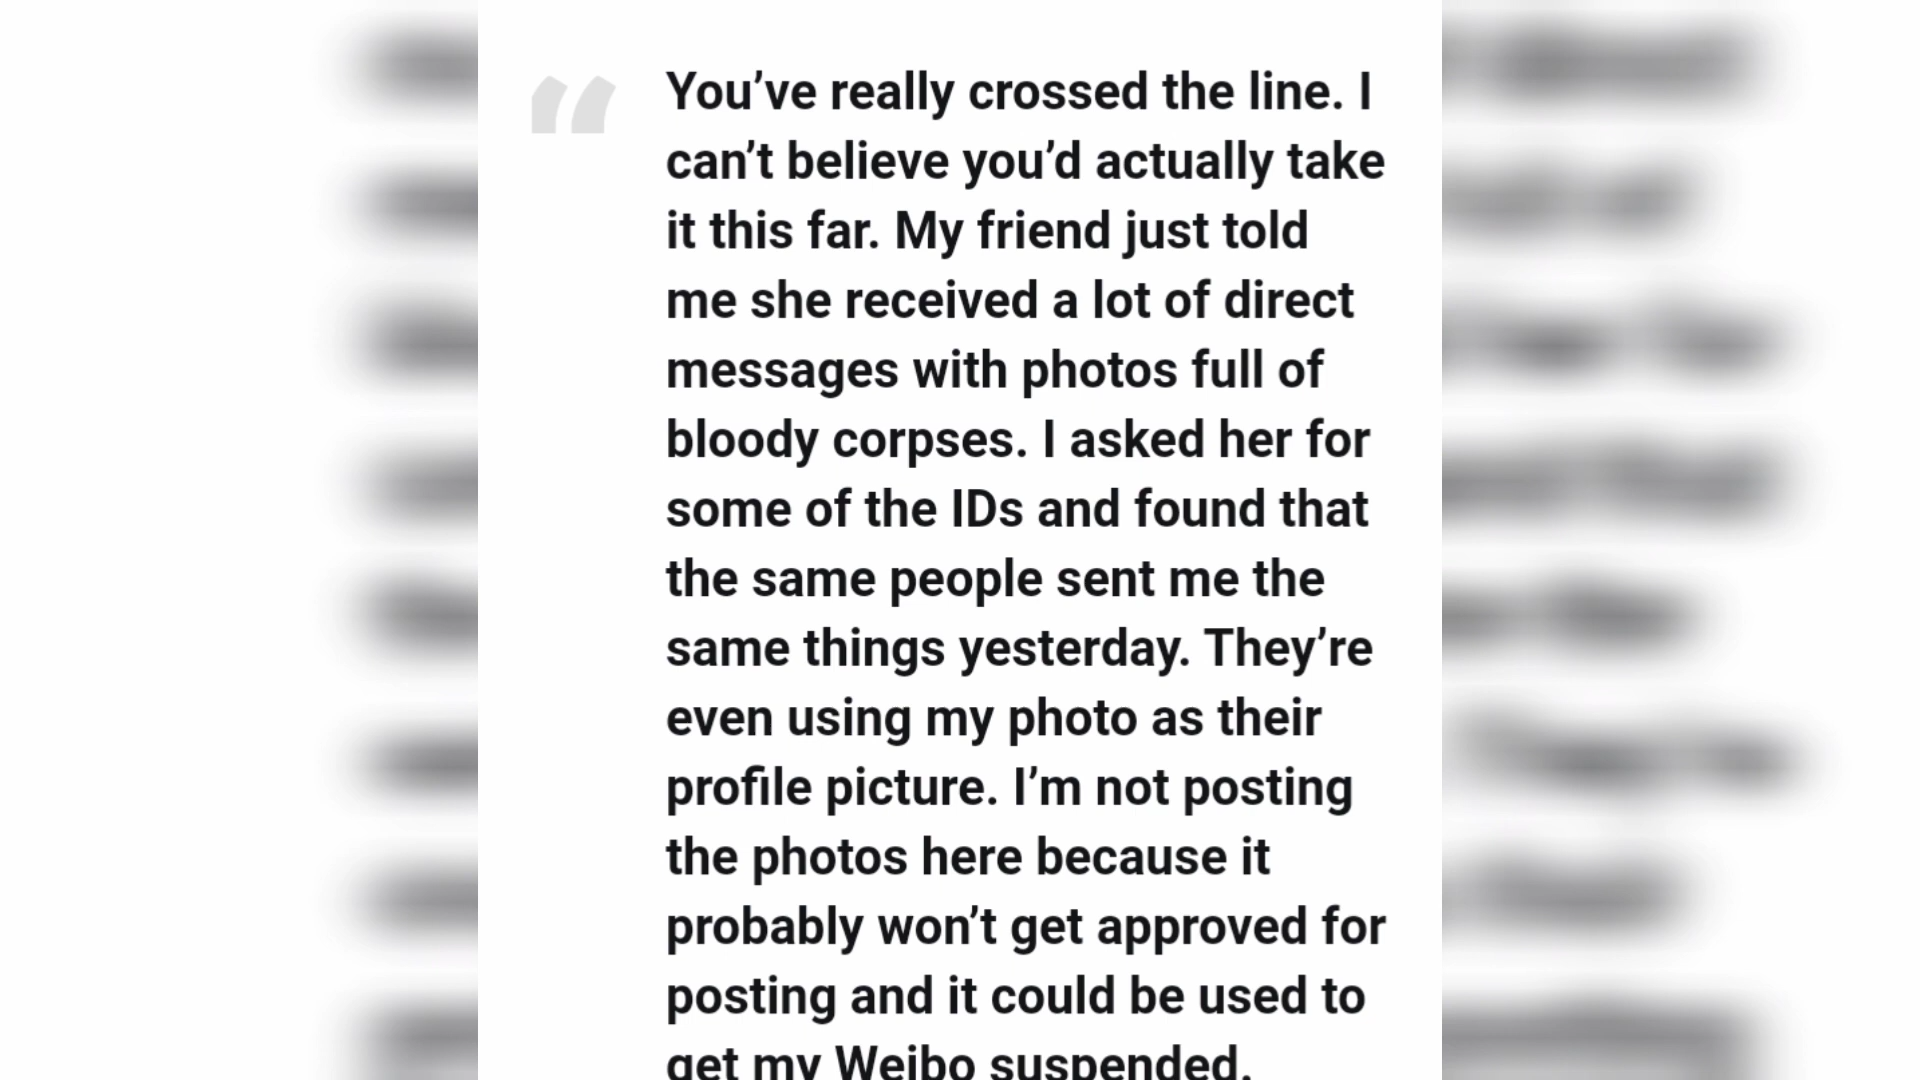 “
You’ve really crossed the line. I
can’t believe you’d actually take
it this far. My friend just told
me she received a lot of direct
messages with photos full of
bloody corpses. I asked her for
some of the IDs and found that
the same people sent me the
same things yesterday. They’re
even using my photo as their
profile picture. I’m not posting
the photos here because it
probably won’t get approved for
posting and it could be used to
get my Weibo suspended.